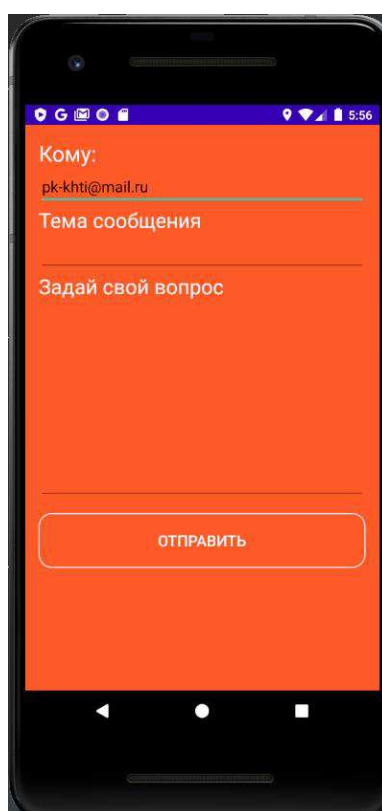 G 5:56
Кому:
pk-khti@mail.ru
Тема сообщения
Задай свой вопрос
ОТПРАВИТЬ